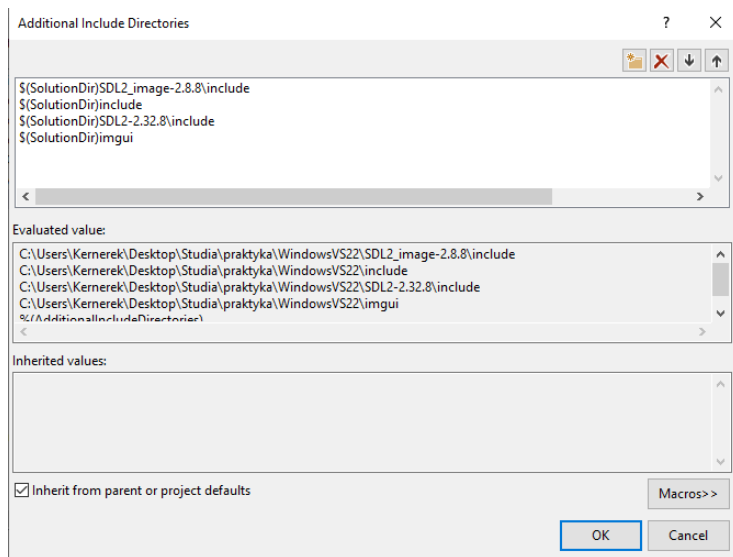 Additional Include Directories
?
$(SolutionDir)SDL2_image-2.8.8\include
$(SolutionDir)include
$(SolutionDir)SDL2-2.32.8\include
$(SolutionDir)imgui
Evaluated value:
C:\Users\Kernerek\Desktop\Studia\praktyka\WindowsVS22\SDL2_image-2.8.8\include
C:\Users\Kernerek\Desktop\Studia\praktyka\WindowsVS22\include
C:\Users\Kernerek\Desktop\Studia\praktyka\WindowsVS22\SDL2-2.32.8\include
C:\Users\Kernerek\Desktop\Studia\praktyka\WindowsVS22\imgui
%(AdditionalIncludeDirectories)
Inherited values:
Inherit from parent or project defaults
Macros>>
OK
Cancel